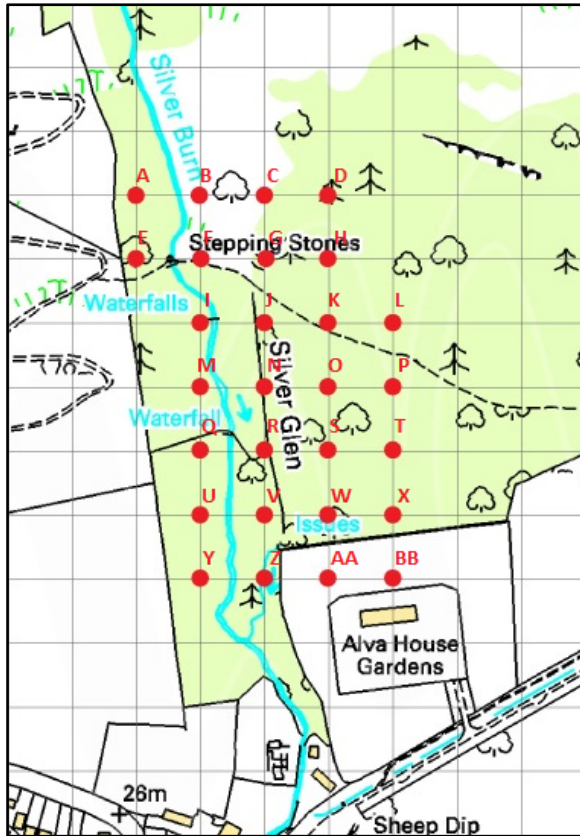 Silver Burn
A B C D
E F G H
Stepping Stones
Waterfalls
I J K L
Silver Glen
M N O P
Waterfall
Q R S T
U V W X
Issues
Y Z AA BB
Alva House
Gardens
26m
Sheep Dip